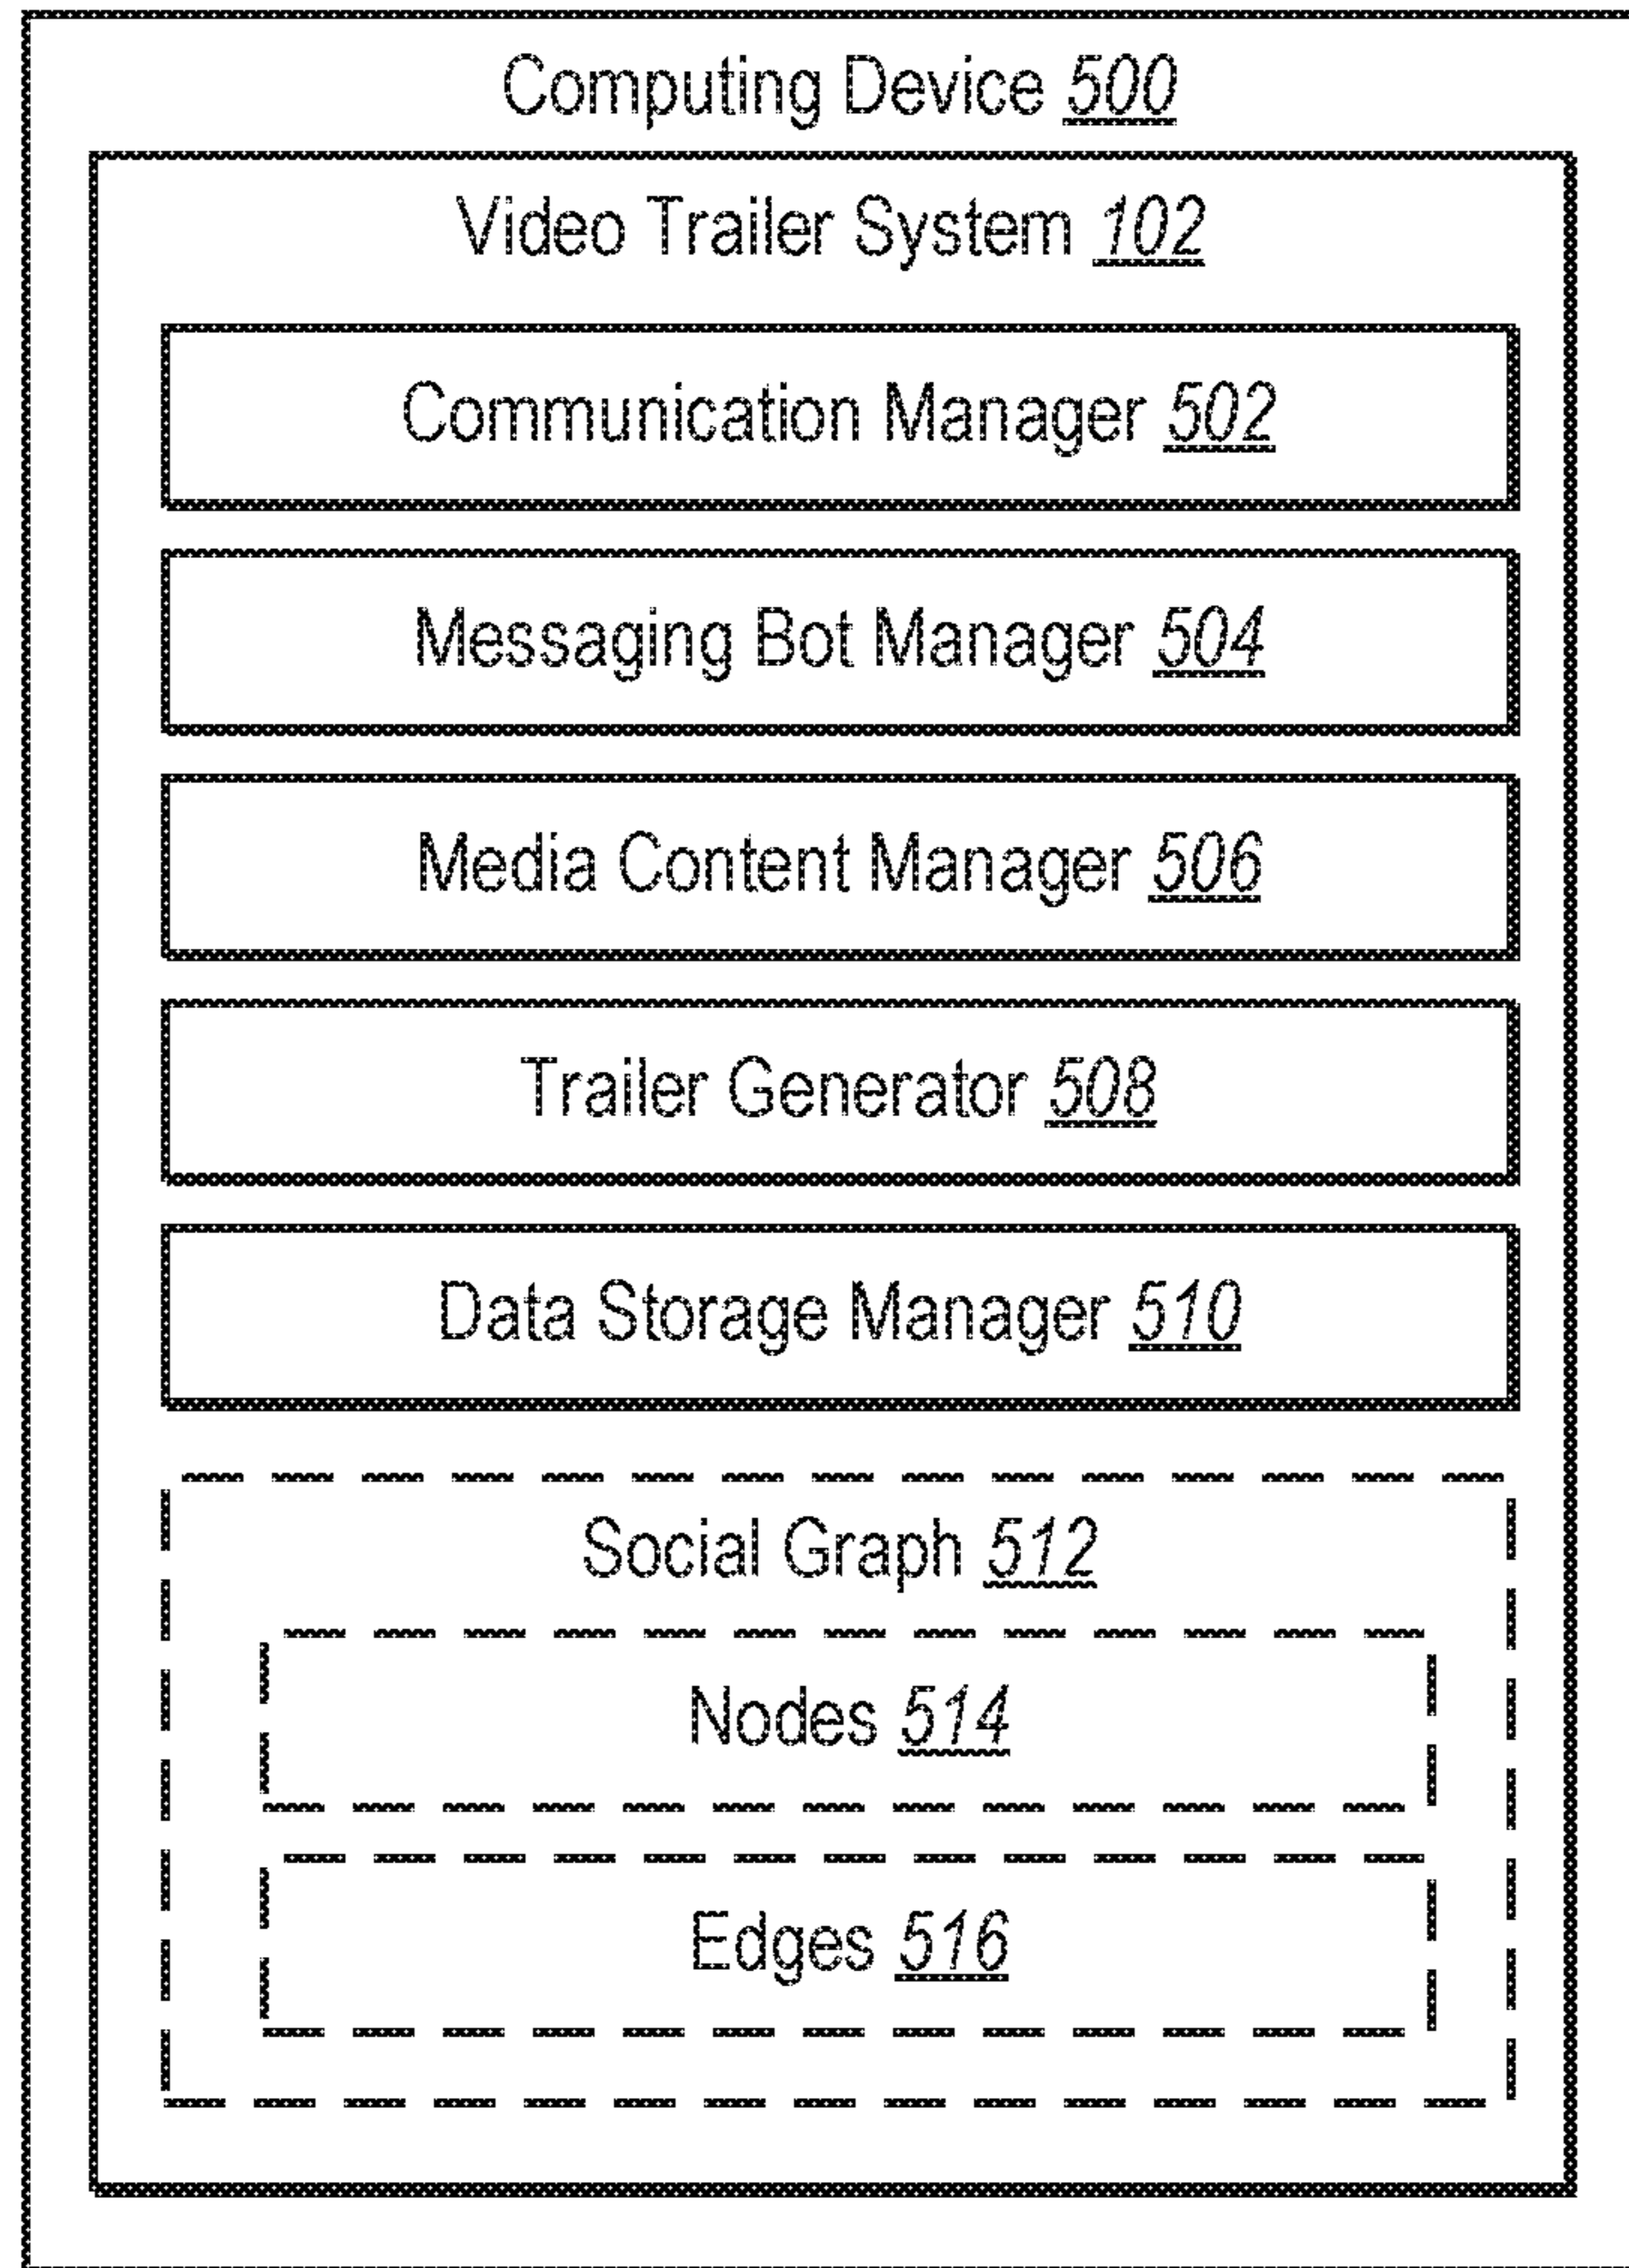 Computing Device 500
Video Trailer System 102
Communication Manager 502
Messaging Bot Manager 504
Media Content Manager 506
Trailer Generator 508
Data Storage Manager 510
Social Graph 512
Nodes 514
Edges 516